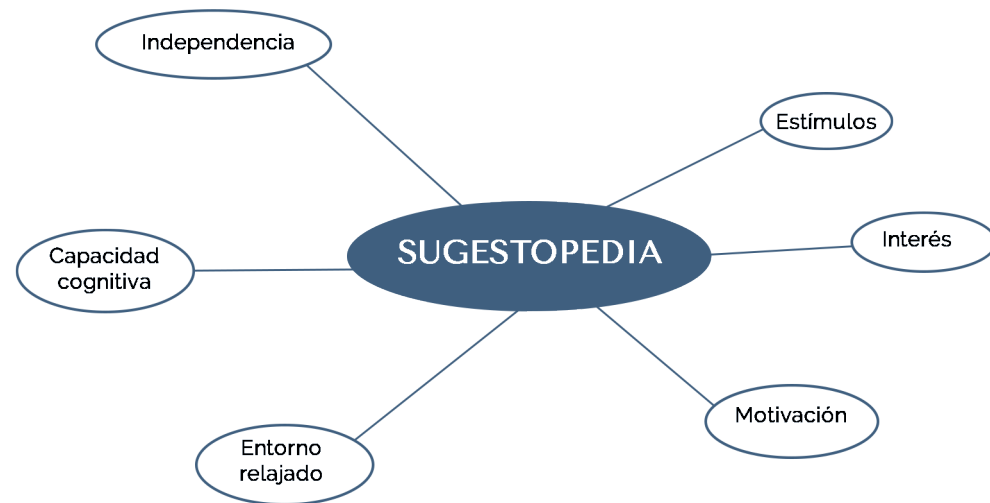 Independencia
Estímulos
SUGESTOPEDIA
Interés
Capacidad
cognitiva
Motivación
Entorno
relajado